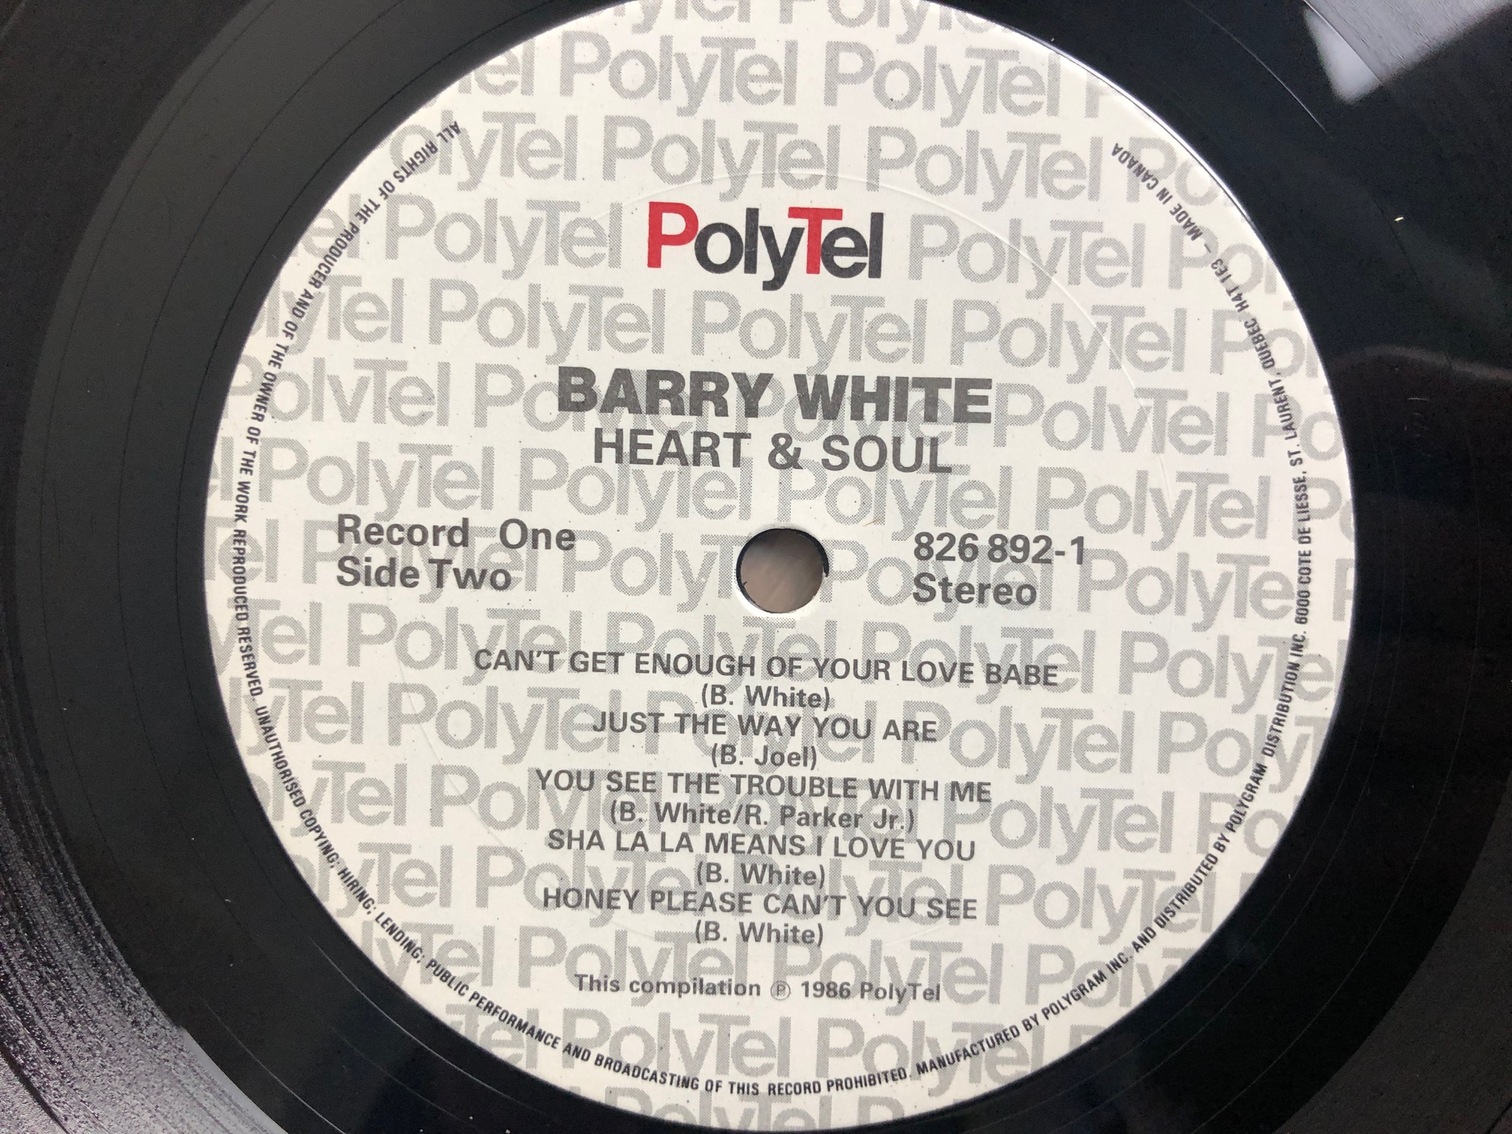 PolyTel
BARRY WHITE
HEART & SOUL
Record One
Side Two
826 892-1
Stereo
CAN'T GET ENOUGH OF YOUR LOVE BABE
(B. White)
JUST THE WAY YOU ARE
(B. Joel)
YOU SEE THE TROUBLE WITH ME
(B. White/R. Parker Jr.)
SHA LA LA MEANS I LOVE YOU
(B. White)
HONEY PLEASE CAN'T YOU SEE
(B. White)
This compilation ℗ 1986 PolyTel
ALL RIGHTS OF THE PRODUCER AND OF THE OWNER OF THE WORK REPRODUCED RESERVED. UNAUTHORISED COPYING; HIRING; LENDING; PUBLIC PERFORMANCE AND BROADCASTING OF THIS RECORD PROHIBITED. MANUFACTURED BY POLYGRAM INC. AND DISTRIBUTED BY POLYGRAM DISTRIBUTION INC. 6000 COTE DE LIESSE, ST. LAURENT, QUEBEC H4T 1E3 – MADE IN CANADA